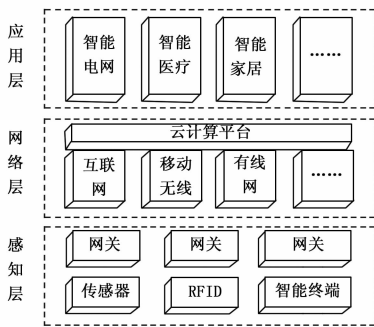 应用层
智能电网
智能医疗
智能家居
……
网络层
云计算平台
互联网
移动无线
有线网
……
感知层
网关
网关
网关
传感器
RFID
智能终端